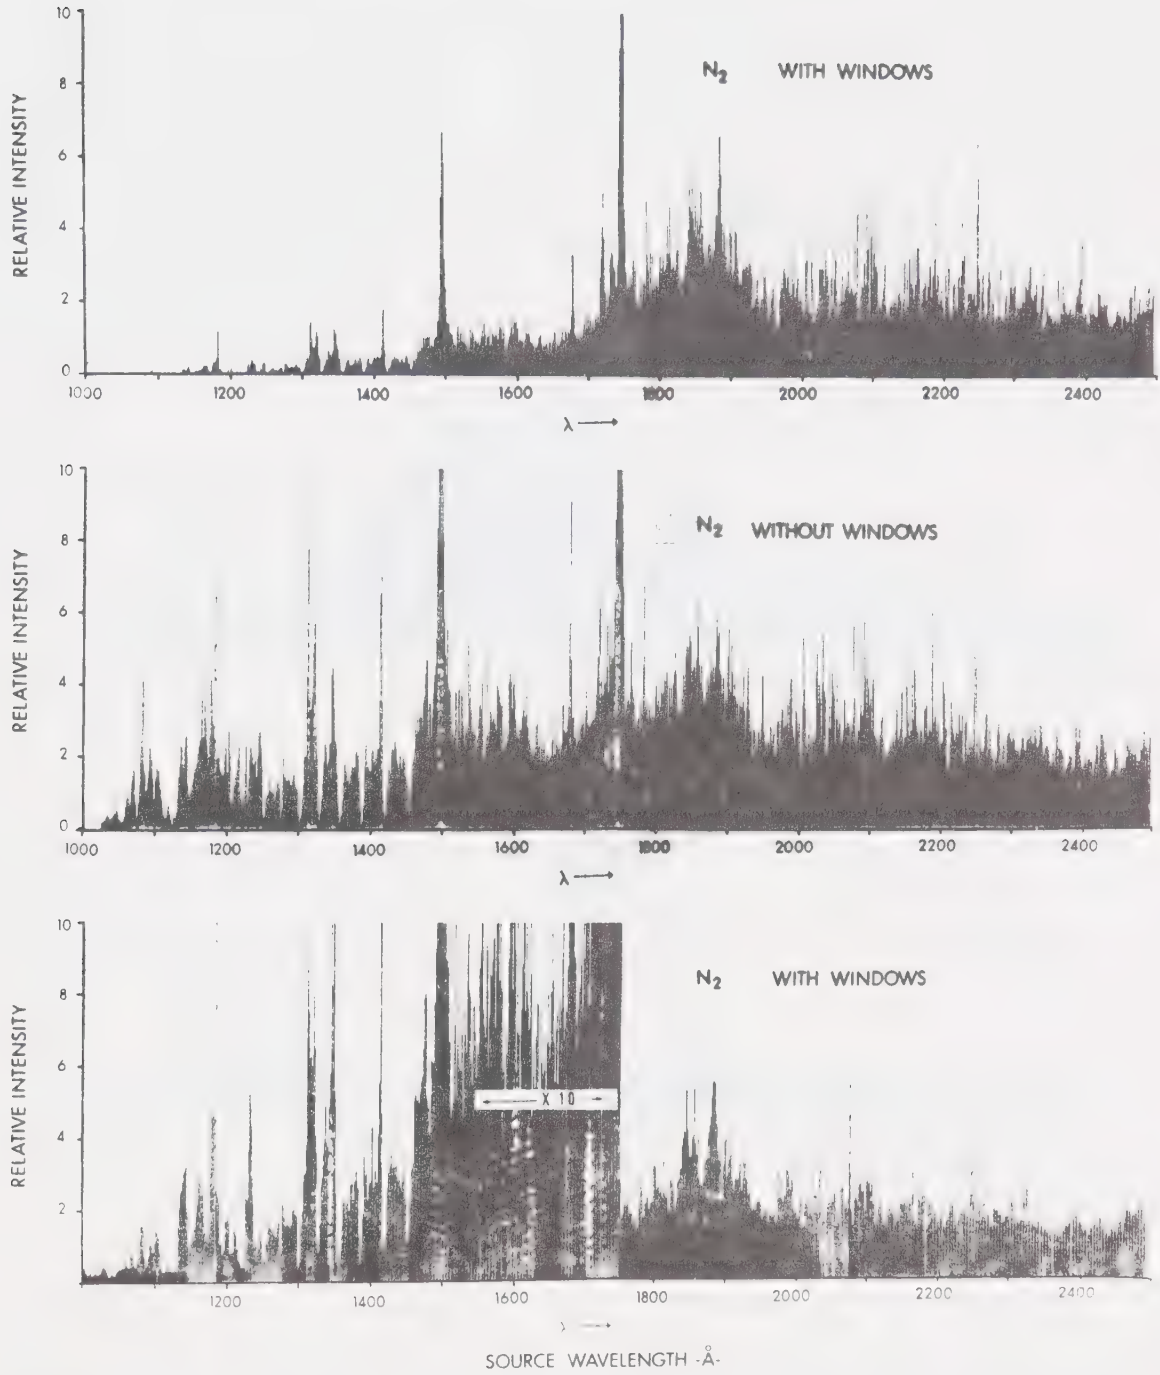 10
8
6
4
2
0
RELATIVE INTENSITY
N₂ WITH WINDOWS
1000 1200 1400 1600 1800 2000 2200 2400
λ →
10
8
6
4
2
0
RELATIVE INTENSITY
N₂ WITHOUT WINDOWS
1000 1200 1400 1600 1800 2000 2200 2400
λ →
10
8
6
4
2
RELATIVE INTENSITY
N₂ WITH WINDOWS
← X 10 →
1200 1400 1600 1800 2000 2200 2400
λ →
SOURCE WAVELENGTH -Å-